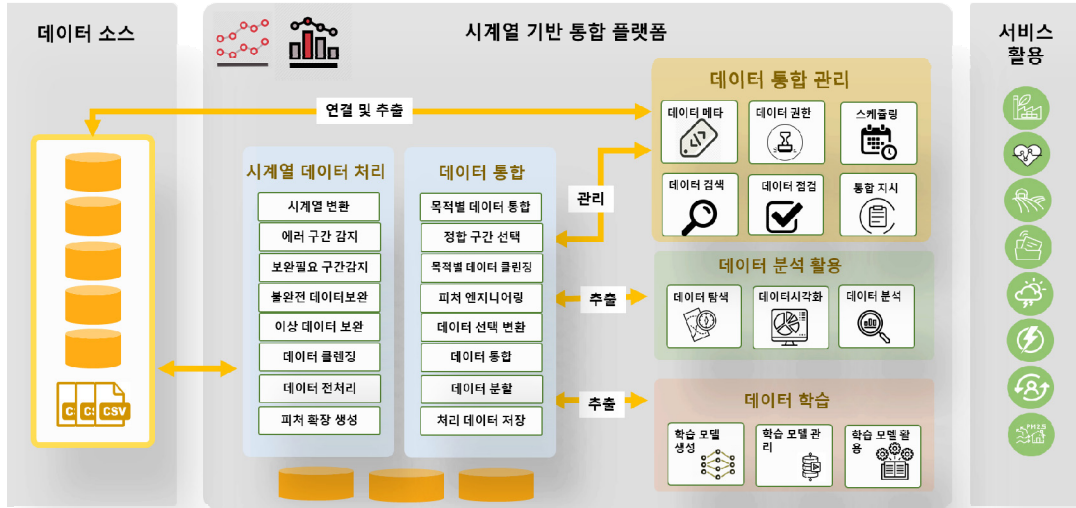 데이터 소스
CSV
시계열 기반 통합 플랫폼
연결 및 추출
시계열 데이터 처리
시계열 변환
에러 구간 감지
보완필요 구간감지
불완전 데이터보완
이상 데이터 보완
데이터 클렌징
데이터 전처리
피처 확장 생성
데이터 통합
목적별 데이터 통합
정합 구간 선택
목적별 데이터 클린징
피처 엔지니어링
데이터 선택 변환
데이터 통합
데이터 분할
처리 데이터 저장
관리
추출
추출
데이터 통합 관리
데이터 메타
데이터 권한
스케쥴링
데이터 검색
데이터 점검
통합 지시
데이터 분석 활용
데이터 탐색
데이터시각화
데이터 분석
데이터 학습
학습 모델
생성
학습 모델 관
리
학습 모델 활
용
서비스
활용
PM2.5